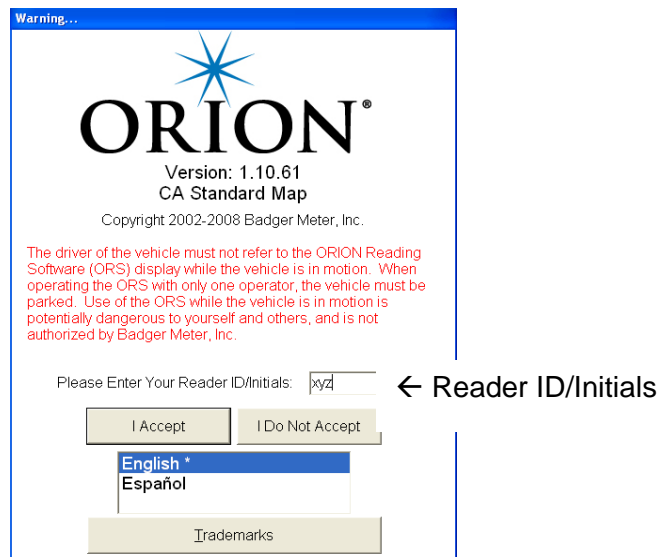 Warning...
ORION®
Version: 1.10.61
CA Standard Map
Copyright 2002-2008 Badger Meter, Inc.
The driver of the vehicle must not refer to the ORION Reading
Software (ORS) display while the vehicle is in motion. When
operating the ORS with only one operator, the vehicle must be
parked. Use of the ORS while the vehicle is in motion is
potentially dangerous to yourself and others, and is not
authorized by Badger Meter, Inc.
Please Enter Your Reader ID/Initials: xyz ← Reader ID/Initials
I Accept I Do Not Accept
English *
Español
Trademarks